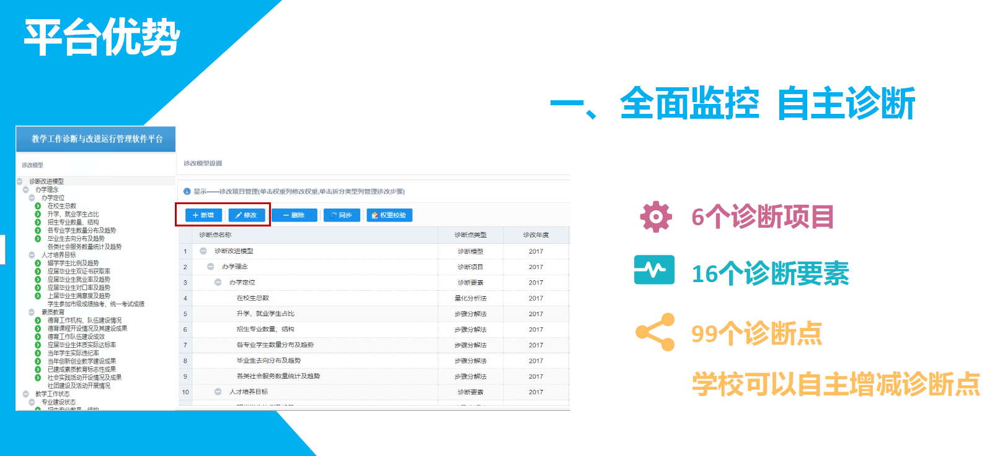 平台优势
一、全面监控 自主诊断
教学工作诊断与改进运行管理软件平台
诊改模型
诊断改进模型
办学理念
办学定位
在校生总数
升学、就业学生占比
招生专业数量、结构
各专业学生数量分布及趋势
毕业生去向分布及趋势
各类社会服务数量统计及趋势
人才培养目标
辍学学生比例及趋势
应届毕业生双证书获取率
应届毕业生就业率及趋势
应届毕业生对口率及趋势
上届毕业生满意度及趋势
学生参加市级成绩抽考、统一考试成绩
素质教育
德育工作机构、队伍建设情况
德育课程开设情况及其建设成果
德育工作队伍建设成效
应届毕业生体质实际达标率
当年学生实际违纪率
当年创新创业教学建设成果
已建成素质教育标志性成果
社会实践活动开设情况及成果
社团建设及活动开展情况
教学工作状态
专业建设状态
招生专业数量、结构
诊改模型设置
显示——诊改项目管理(单击权重列修改权重,单击拆分类型列管理诊改步骤)
新增 修改 删除 同步 权重校验
诊断点名称 诊断点类型 诊改年度
1 诊断改进模型 诊断模型 2017
2 办学理念 诊断项目 2017
3 办学定位 诊断要素 2017
4 在校生总数 量化分析法 2017
5 升学、就业学生占比 步骤分解法 2017
6 招生专业数量、结构 步骤分解法 2017
7 各专业学生数量分布及趋势 步骤分解法 2017
8 毕业生去向分布及趋势 步骤分解法 2017
9 各类社会服务数量统计及趋势 步骤分解法 2017
10 人才培养目标 诊断要素 2017
6个诊断项目
16个诊断要素
99个诊断点
学校可以自主增减诊断点